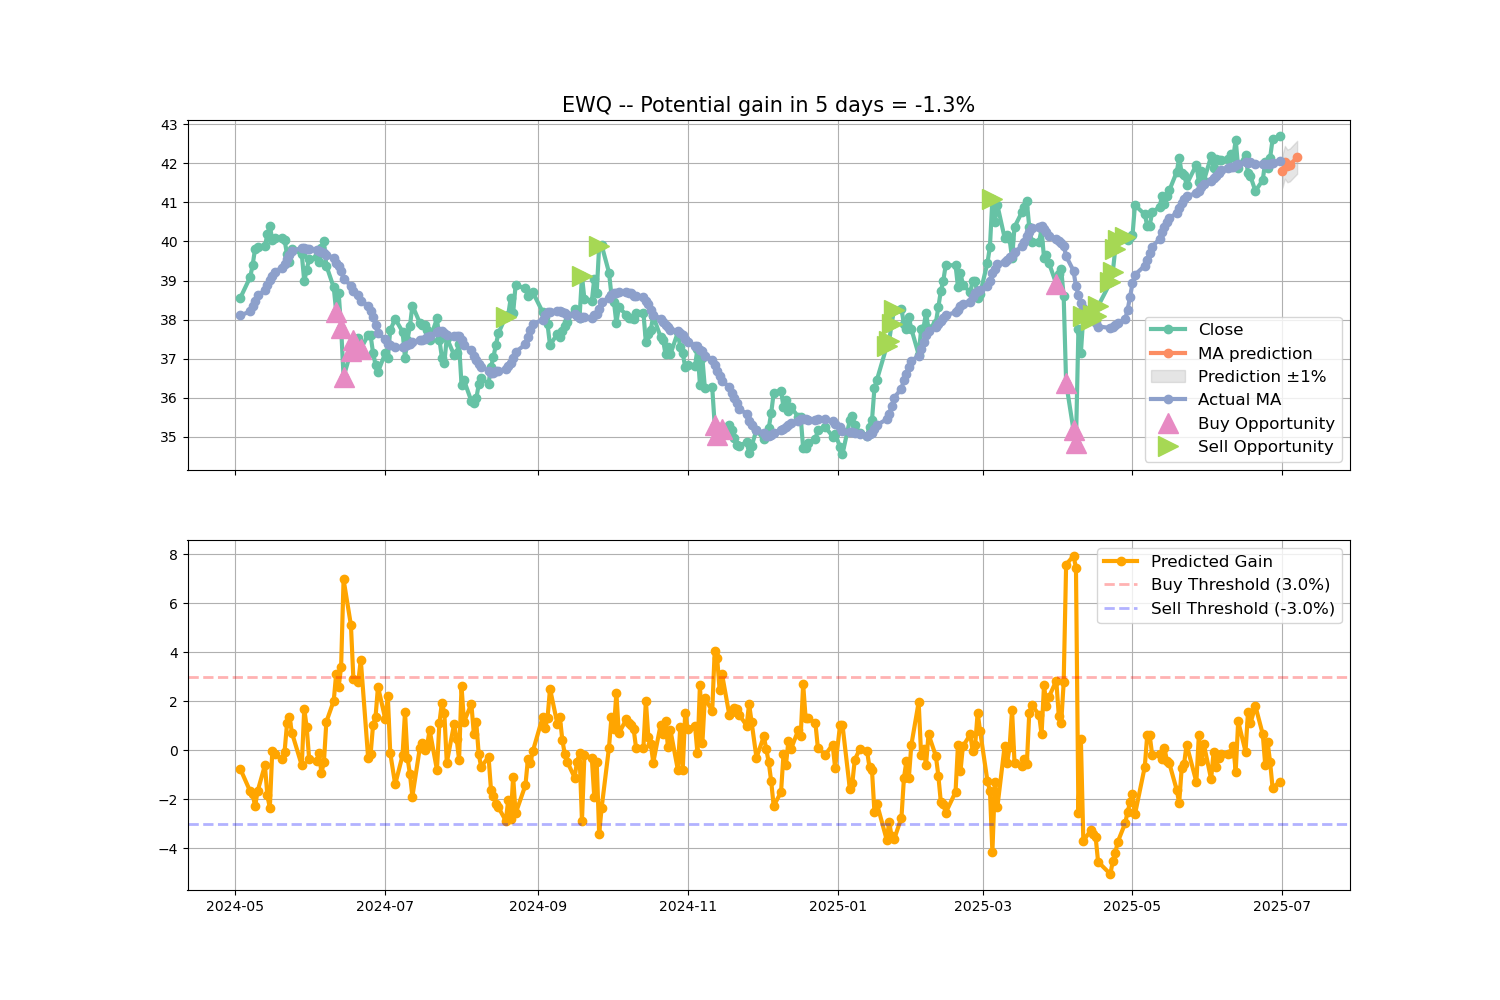 EWQ -- Potential gain in 5 days = -1.3%
43
42
41
40
39
38
37
36
35
Close
MA prediction
Prediction ±1%
Actual MA
Buy Opportunity
Sell Opportunity
8
6
4
2
0
−2
−4
Predicted Gain
Buy Threshold (3.0%)
Sell Threshold (-3.0%)
2024-05
2024-07
2024-09
2024-11
2025-01
2025-03
2025-05
2025-07